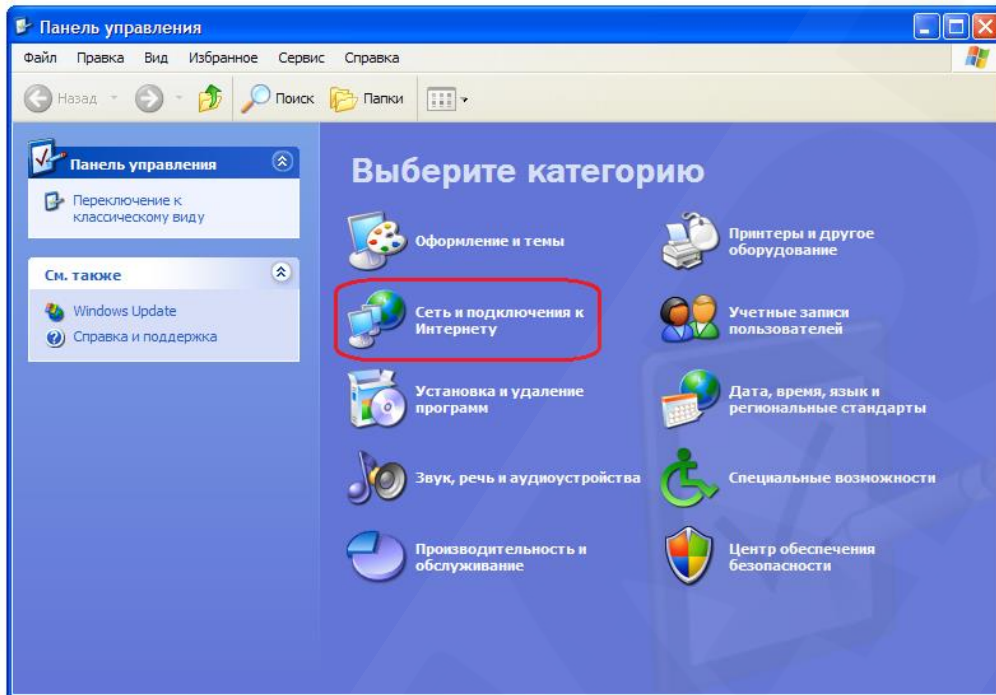 Панель управления
Файл Правка Вид Избранное Сервис Справка
Назад Поиск Папки
Панель управления
Переключение к
классическому виду
См. также
Windows Update
Справка и поддержка
Выберите категорию
Оформление и темы
Принтеры и другое
оборудование
Сеть и подключения к
Интернету
Учетные записи
пользователей
Установка и удаление
программ
Дата, время, язык и
региональные стандарты
Звук, речь и аудиоустройства
Специальные возможности
Производительность и
обслуживание
Центр обеспечения
безопасности